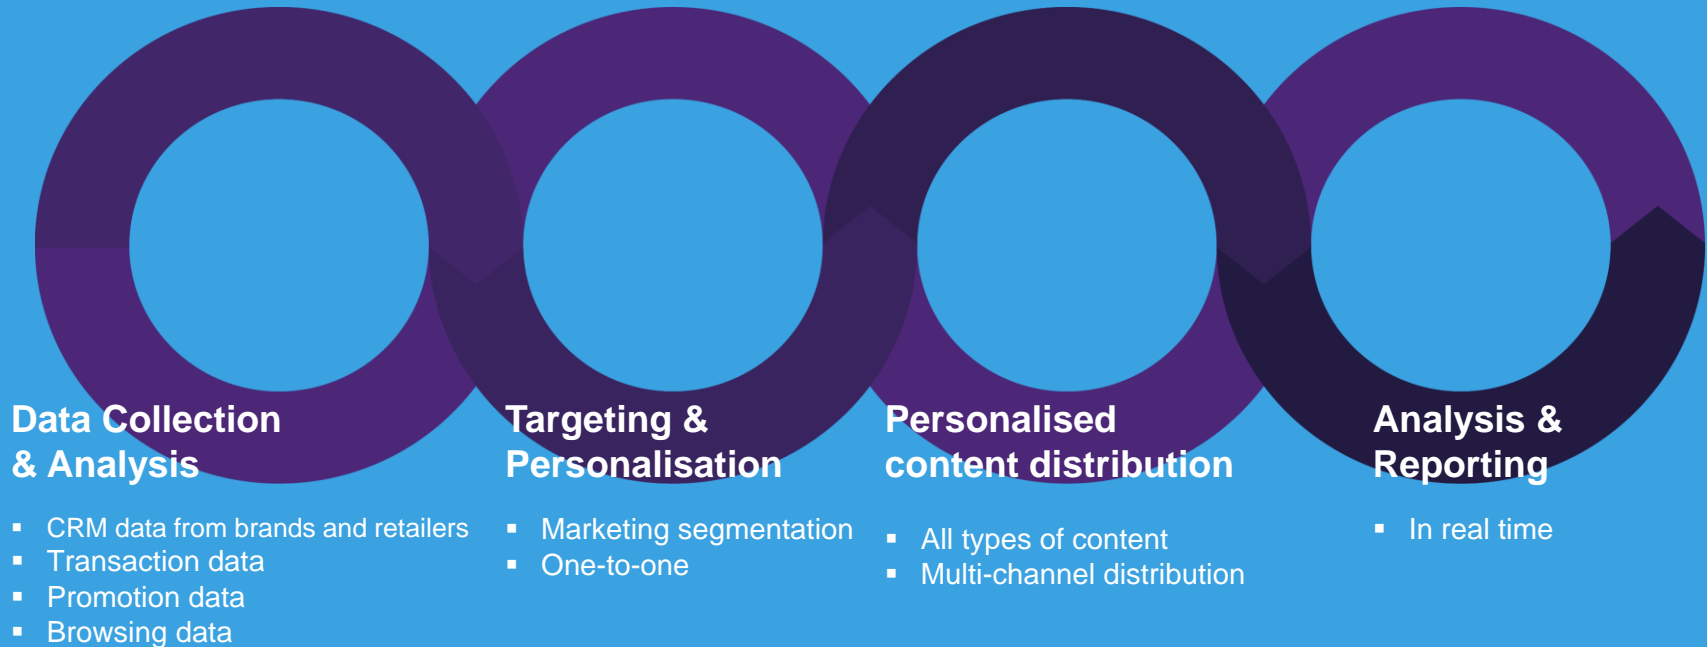 Data Collection
& Analysis
▪ CRM data from brands and retailers
▪ Transaction data
▪ Promotion data
▪ Browsing data
Targeting &
Personalisation
▪ Marketing segmentation
▪ One-to-one
Personalised
content distribution
▪ All types of content
▪ Multi-channel distribution
Analysis &
Reporting
▪ In real time